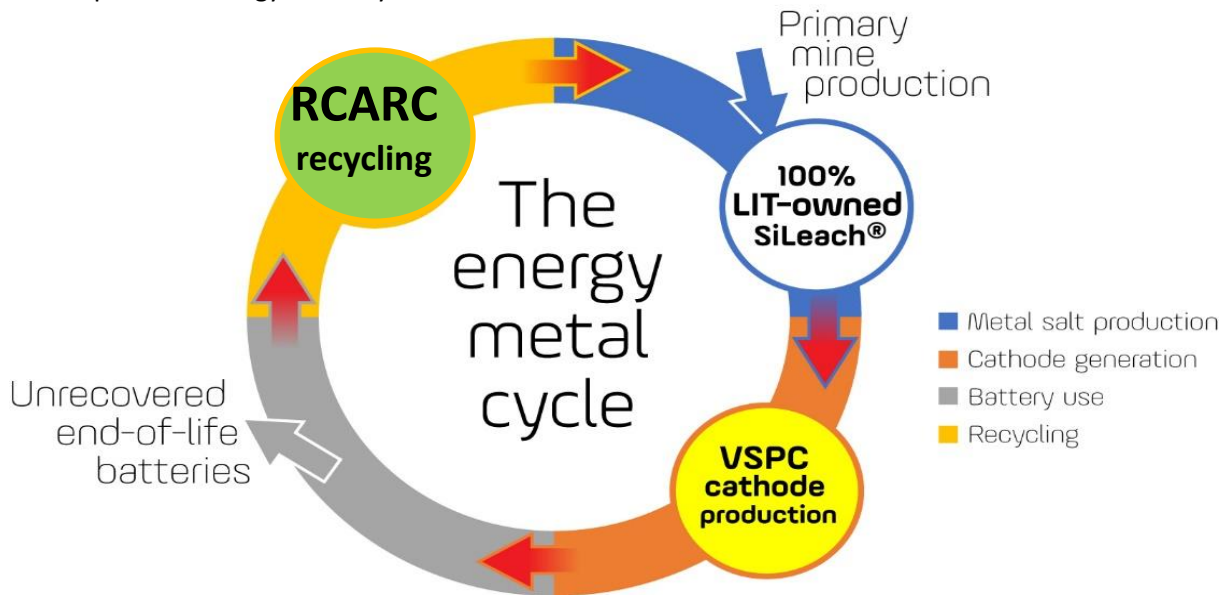 RCARC
recycling
Primary
mine
production
100%
LIT-owned
SiLeach®
The
energy
metal
cycle
Metal salt production
Cathode generation
Battery use
Recycling
Unrecovered
end-of-life
batteries
VSPC
cathode
production